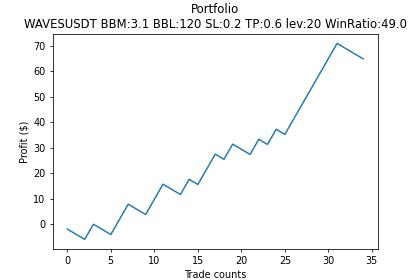 Portfolio
WAVESUSDT BBM:3.1 BBL:120 SL:0.2 TP:0.6 lev:20 WinRatio:49.0
70
60
50
40
30
20
10
0
Profit ($)
0 5 10 15 20 25 30 35
Trade counts